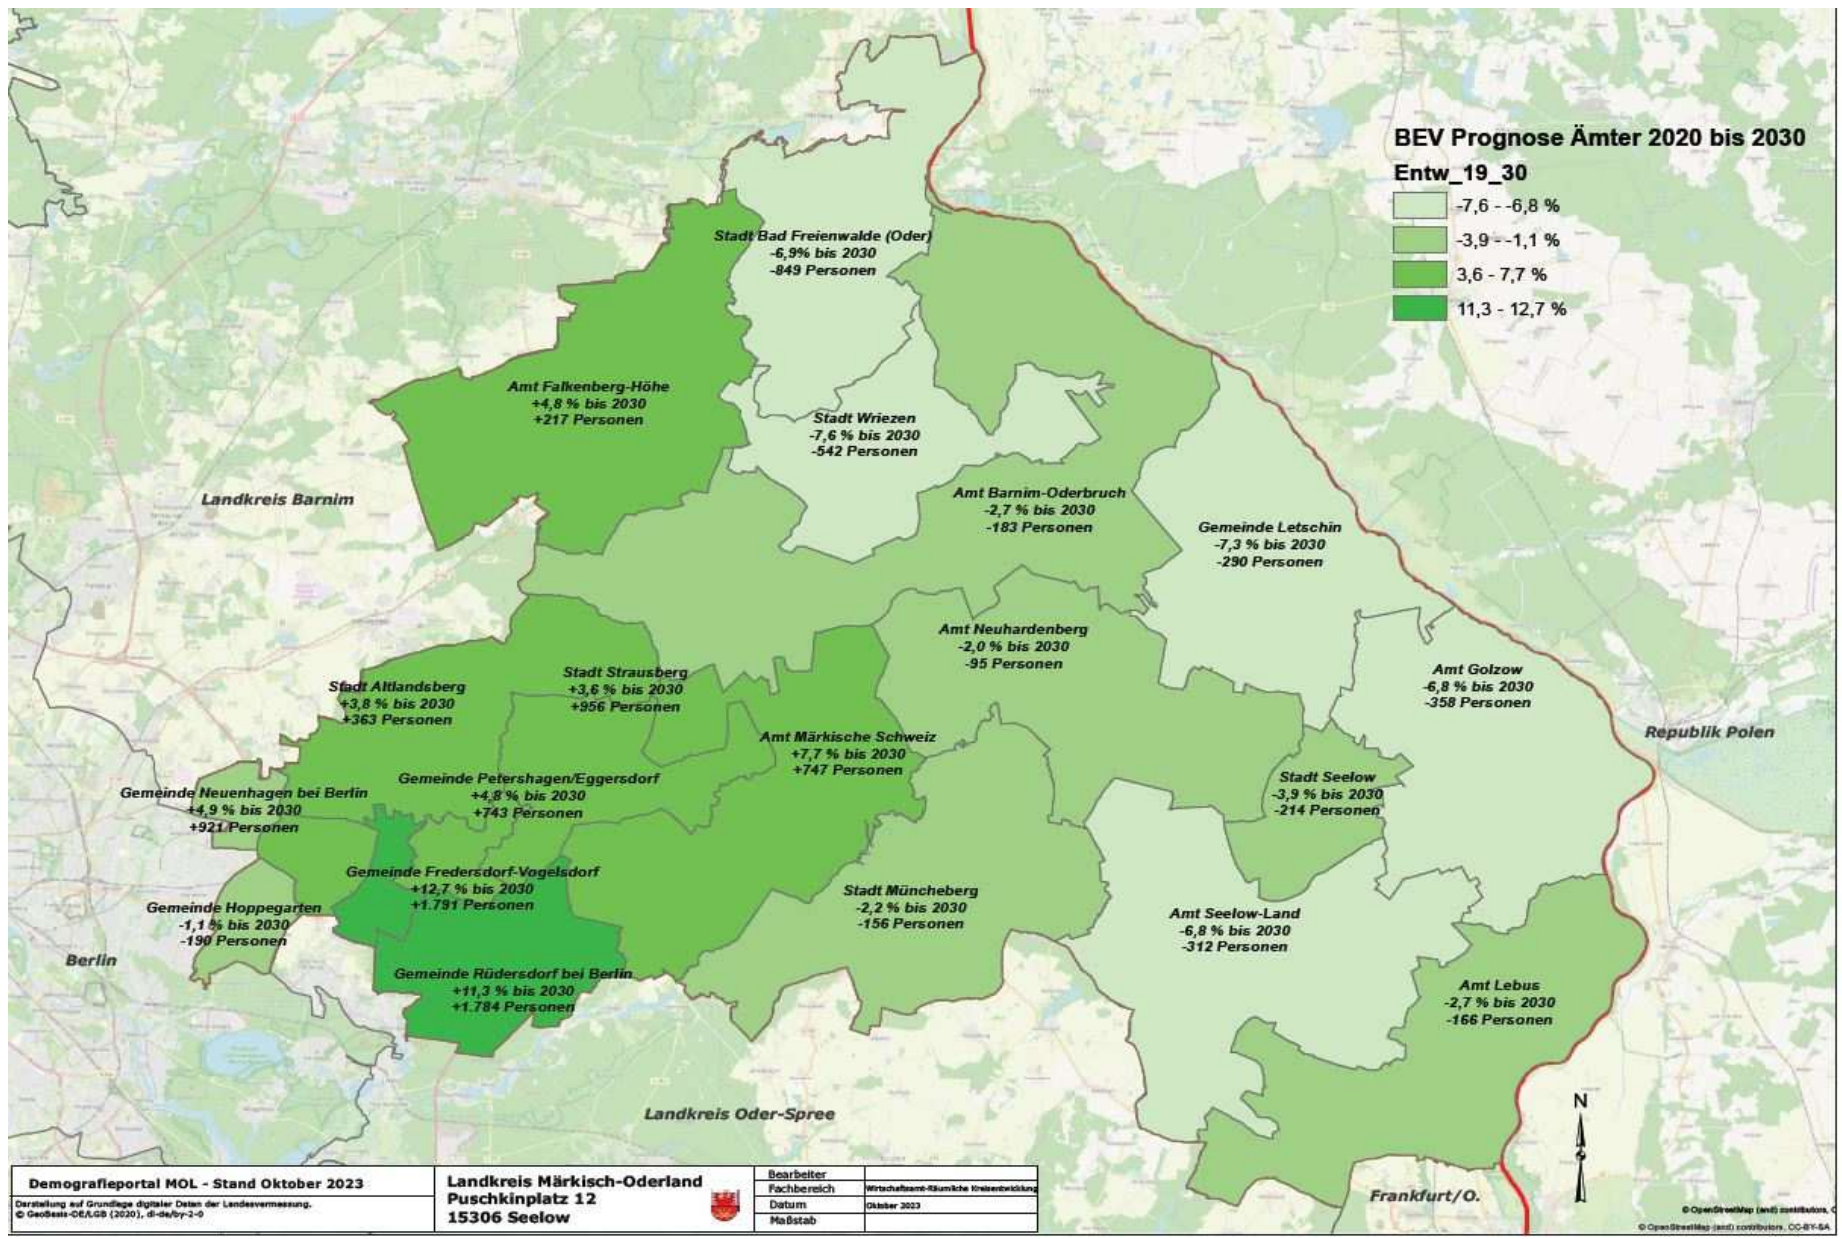 BEV Prognose Ämter 2020 bis 2030
Entw_19_30
-7,6 - -6,8 %
-3,9 - -1,1 %
3,6 - 7,7 %
11,3 - 12,7 %
Stadt Bad Freienwalde (Oder)
-6,9% bis 2030
-849 Personen
Amt Falkenberg-Höhe
+4,8 % bis 2030
+217 Personen
Stadt Wriezen
-7,6 % bis 2030
-542 Personen
Landkreis Barnim
Amt Barnim-Oderbruch
-2,7 % bis 2030
-183 Personen
Gemeinde Letschin
-7,3 % bis 2030
-290 Personen
Amt Neuhardenberg
-2,0 % bis 2030
-95 Personen
Stadt Strausberg
+3,6 % bis 2030
+956 Personen
Stadt Altlandsberg
+3,8 % bis 2030
+363 Personen
Amt Golzow
-6,8 % bis 2030
-358 Personen
Republik Polen
Amt Märkische Schweiz
+7,7 % bis 2030
+747 Personen
Gemeinde Petershagen/Eggersdorf
+4,8 % bis 2030
+743 Personen
Stadt Seelow
-3,9 % bis 2030
-214 Personen
Gemeinde Neuenhagen bei Berlin
+4,9 % bis 2030
+921 Personen
Gemeinde Fredersdorf-Vogelsdorf
+12,7 % bis 2030
+1.791 Personen
Stadt Müncheberg
-2,2 % bis 2030
-156 Personen
Gemeinde Hoppegarten
-1,1 % bis 2030
-190 Personen
Amt Seelow-Land
-6,8 % bis 2030
-312 Personen
Berlin
Gemeinde Rüdersdorf bei Berlin
+11,3 % bis 2030
+1.784 Personen
Amt Lebus
-2,7 % bis 2030
-166 Personen
Landkreis Oder-Spree
N
Frankfurt/O.
Demografieportal MOL - Stand Oktober 2023
Darstellung auf Grundlage digitaler Daten der Landesvermessung.
© GeoBasis-DE/LGB (2020), dl-de/by-2-0
Landkreis Märkisch-Oderland
Puschkinplatz 12
15306 Seelow
Bearbeiter
Fachbereich Wirtschaftsamt-Räumliche Kreisentwicklung
Datum Oktober 2023
Maßstab
© OpenStreetMap (and) contributors, C
© OpenStreetMap (and) contributors, CC-BY-SA